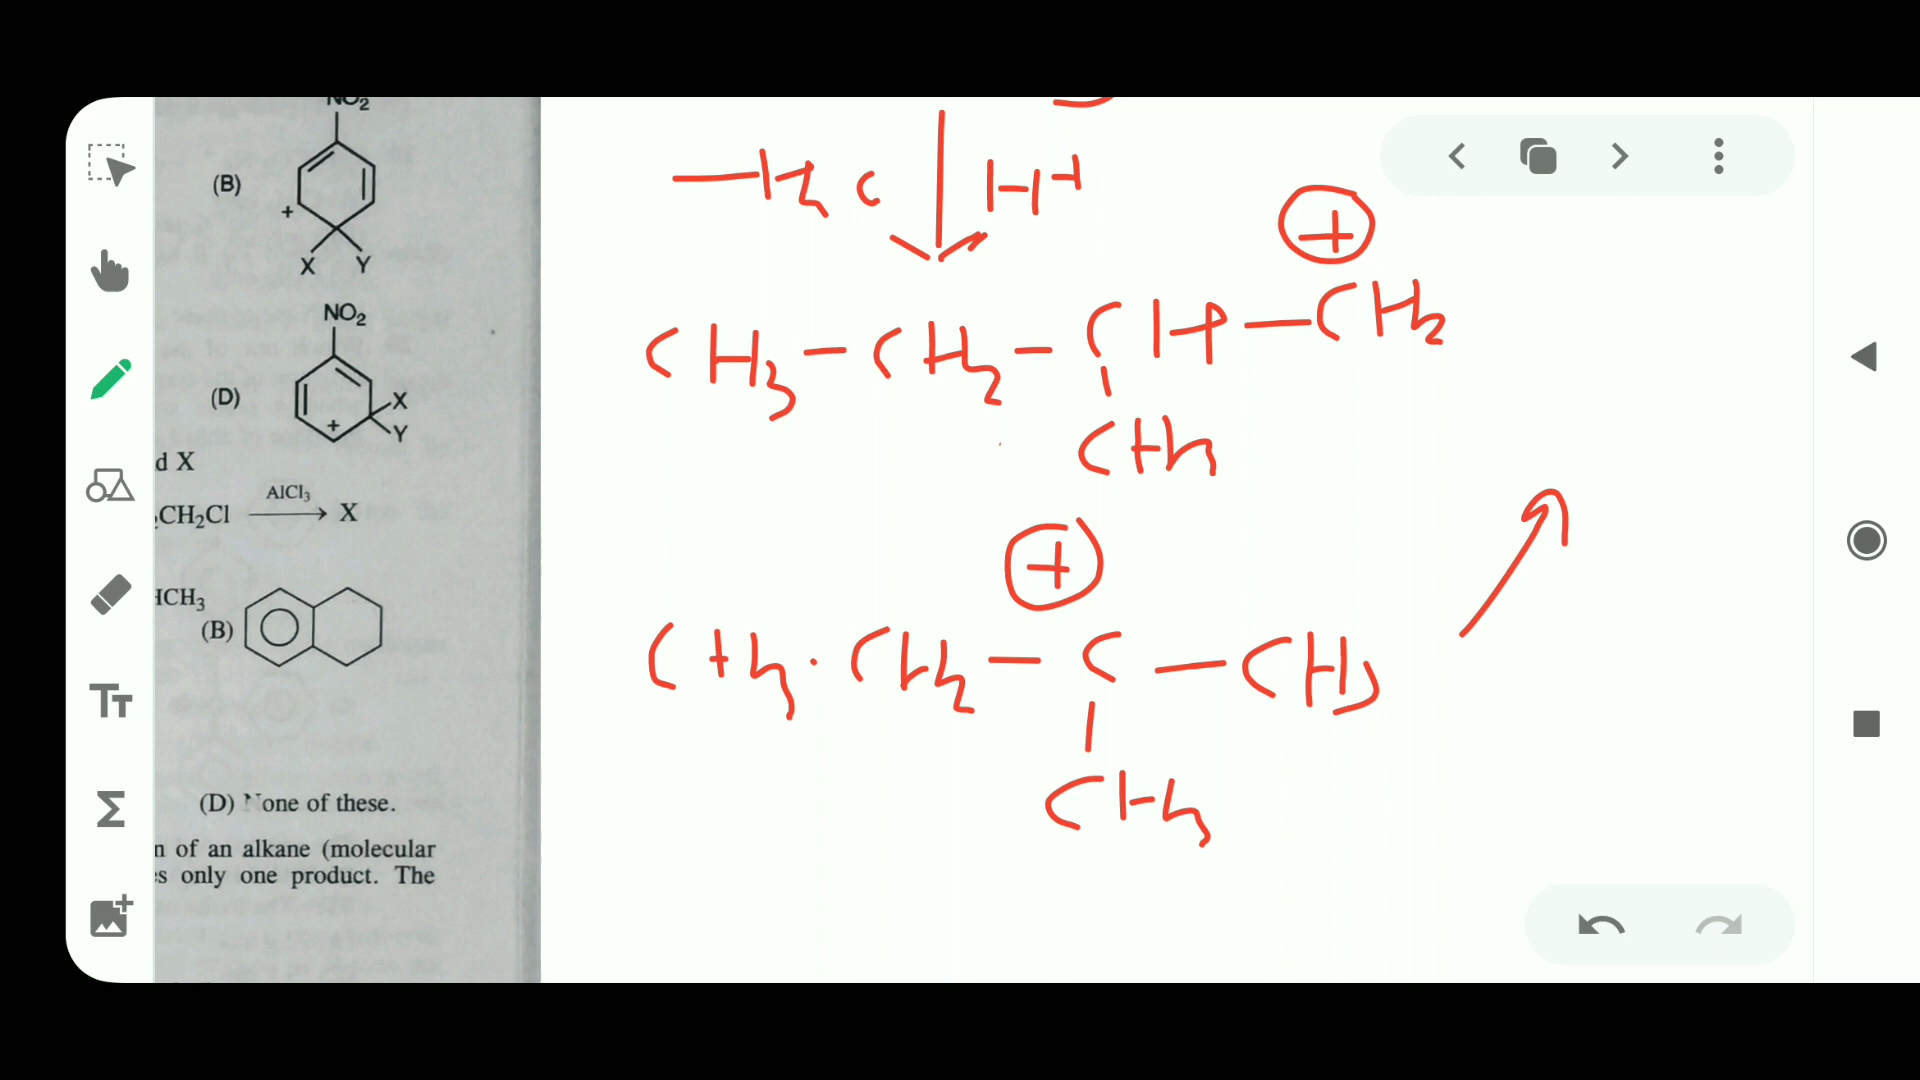 NO2
(B)
+
X Y
NO2
(D)
X
+
Y
d X
CH2Cl AlCl3 → X
HCH3
(B)
(D) None of these.
n of an alkane (molecular
s only one product. The
H+
+
CH3 - CH2 - CH - CH2
CH3
+
CH3 . CH2 - C - CH3
CH3
TT
Σ